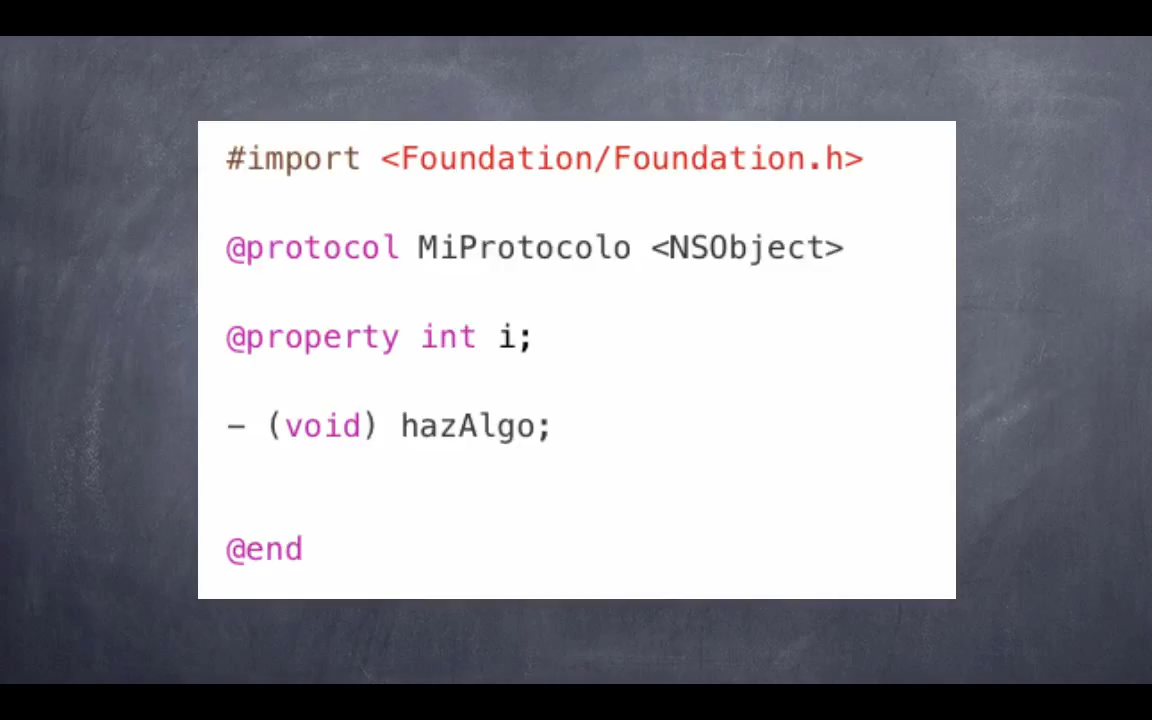 #import <Foundation/Foundation.h>
@protocol MiProtocolo <NSObject>
@property int i;
- (void) hazAlgo;
@end